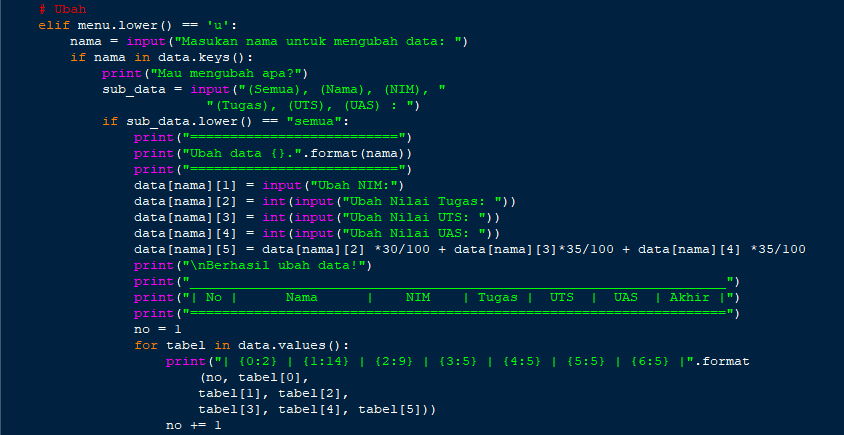 # Ubah
elif menu.lower() == 'u':
    nama = input("Masukan nama untuk mengubah data: ")
    if nama in data.keys():
        print("Mau mengubah apa?")
        sub_data = input("(Semua), (Nama), (NIM), "
                     "(Tugas), (UTS), (UAS) : ")
        if sub_data.lower() == "semua":
            print("==========================")
            print("Ubah data {}.".format(nama))
            print("==========================")
            data[nama][1] = input("Ubah NIM:")
            data[nama][2] = int(input("Ubah Nilai Tugas: "))
            data[nama][3] = int(input("Ubah Nilai UTS: "))
            data[nama][4] = int(input("Ubah Nilai UAS: "))
            data[nama][5] = data[nama][2] *30/100 + data[nama][3]*35/100 + data[nama][4] *35/100
            print("\nBerhasil ubah data!")
            print("___________________________________________________________________")
            print("| No |      Nama      |    NIM    | Tugas |  UTS  |  UAS  | Akhir |")
            print("===================================================================")
            no = 1
            for tabel in data.values():
                print("| {0:2} | {1:14} | {2:9} | {3:5} | {4:5} | {5:5} | {6:5} |".format
                    (no, tabel[0],
                    tabel[1], tabel[2],
                    tabel[3], tabel[4], tabel[5]))
                no += 1